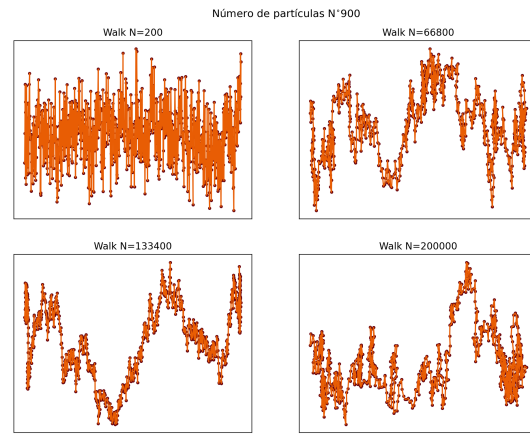 Número de partículas N°900
Walk N=200
Walk N=66800
Walk N=133400
Walk N=200000